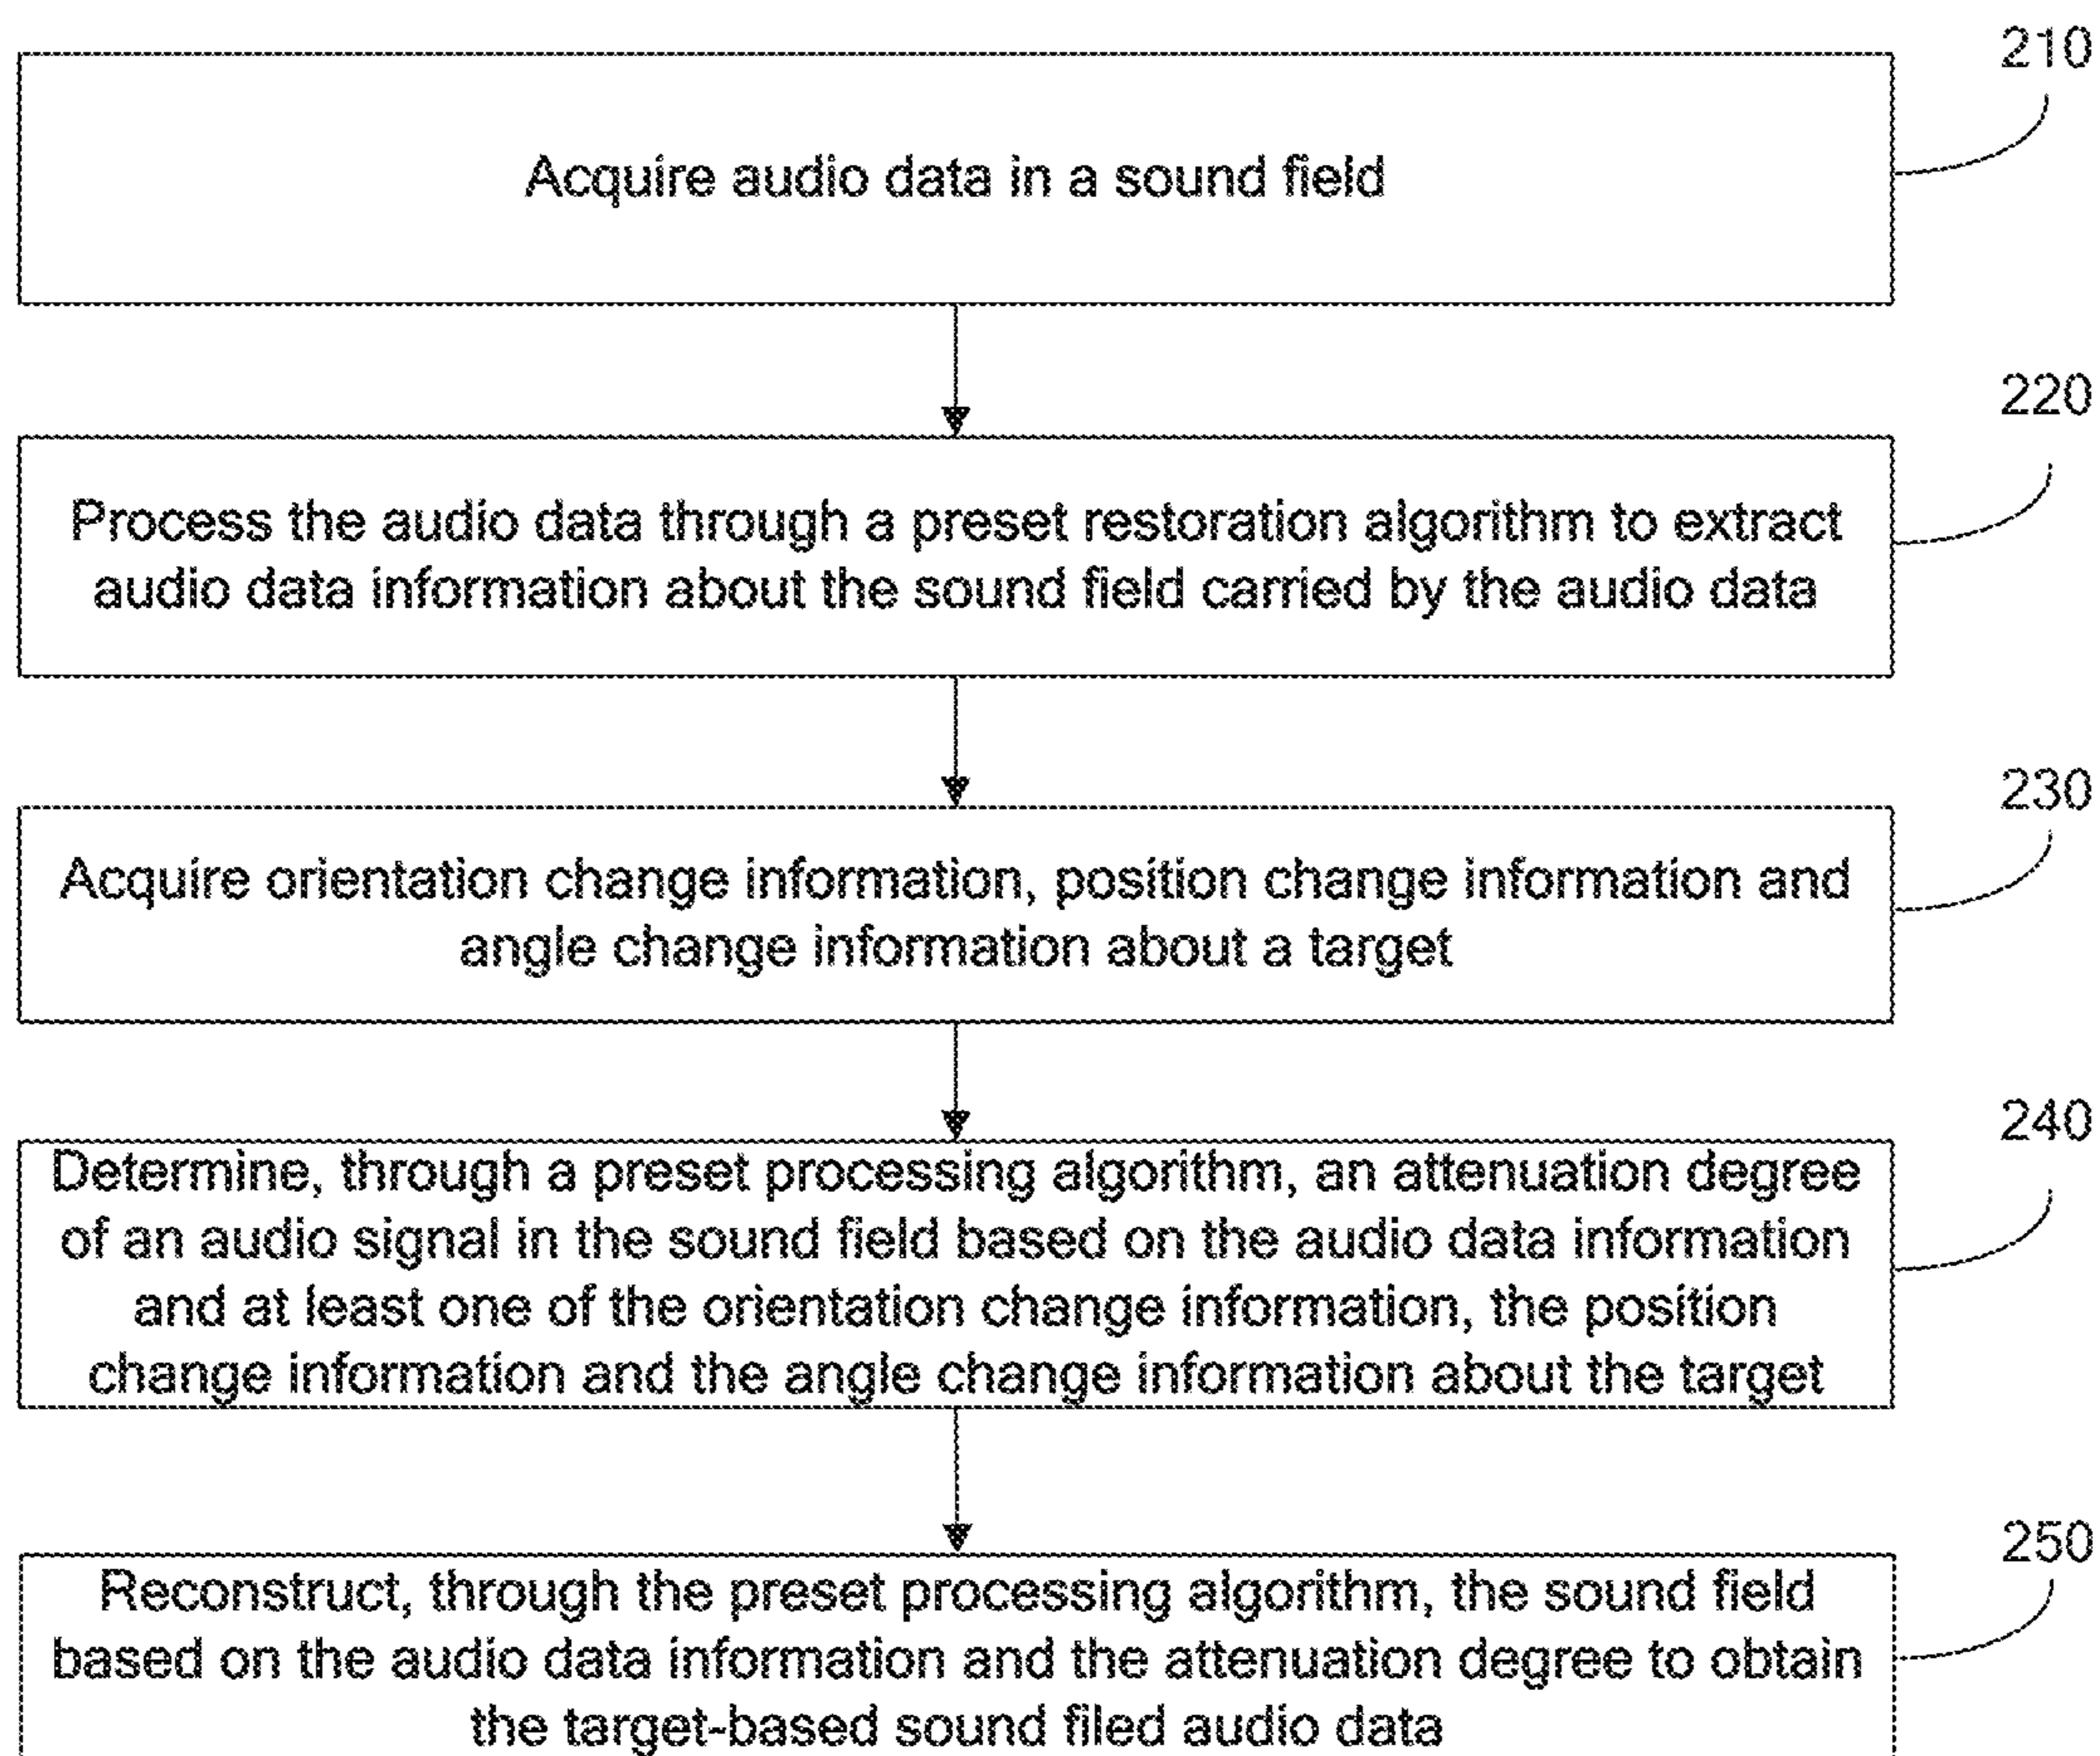 210
Acquire audio data in a sound field
220
Process the audio data through a preset restoration algorithm to extract
audio data information about the sound field carried by the audio data
230
Acquire orientation change information, position change information and
angle change information about a target
240
Determine, through a preset processing algorithm, an attenuation degree
of an audio signal in the sound field based on the audio data information
and at least one of the orientation change information, the position
change information and the angle change information about the target
250
Reconstruct, through the preset processing algorithm, the sound field
based on the audio data information and the attenuation degree to obtain
the target-based sound filed audio data